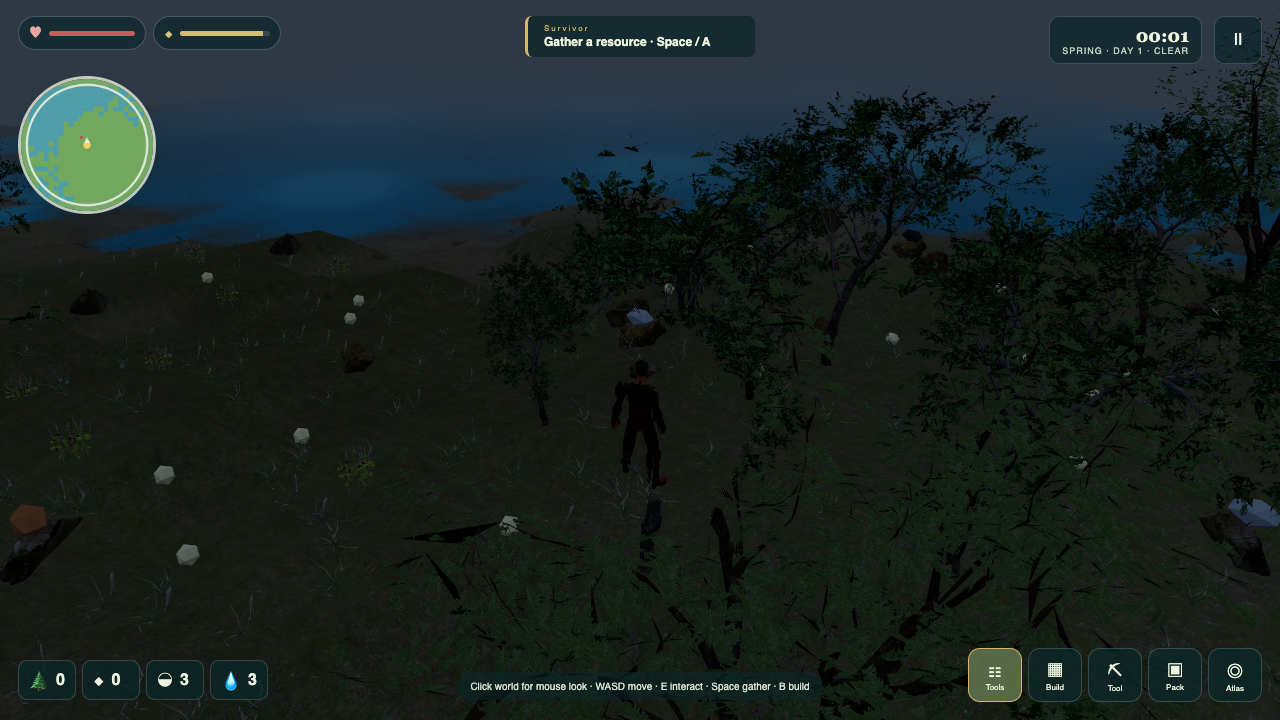 Survivor
Gather a resource · Space / A
00:01
SPRING · DAY 1 · CLEAR
0
0
3
3
Click world for mouse look · WASD move · E interact · Space gather · B build
Tools
Build
Tool
Pack
Atlas